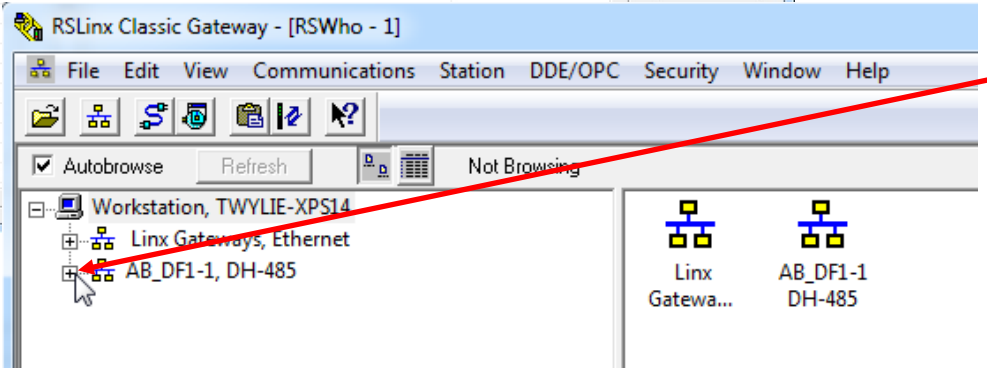 RSLinx Classic Gateway - [RSWho - 1]
File Edit View Communications Station DDE/OPC Security Window Help
Autobrowse Refresh Not Browsing
Workstation, TWYLIE-XPS14
Linx Gateways, Ethernet
AB_DF1-1, DH-485
Linx
Gatewa...
AB_DF1-1
DH-485